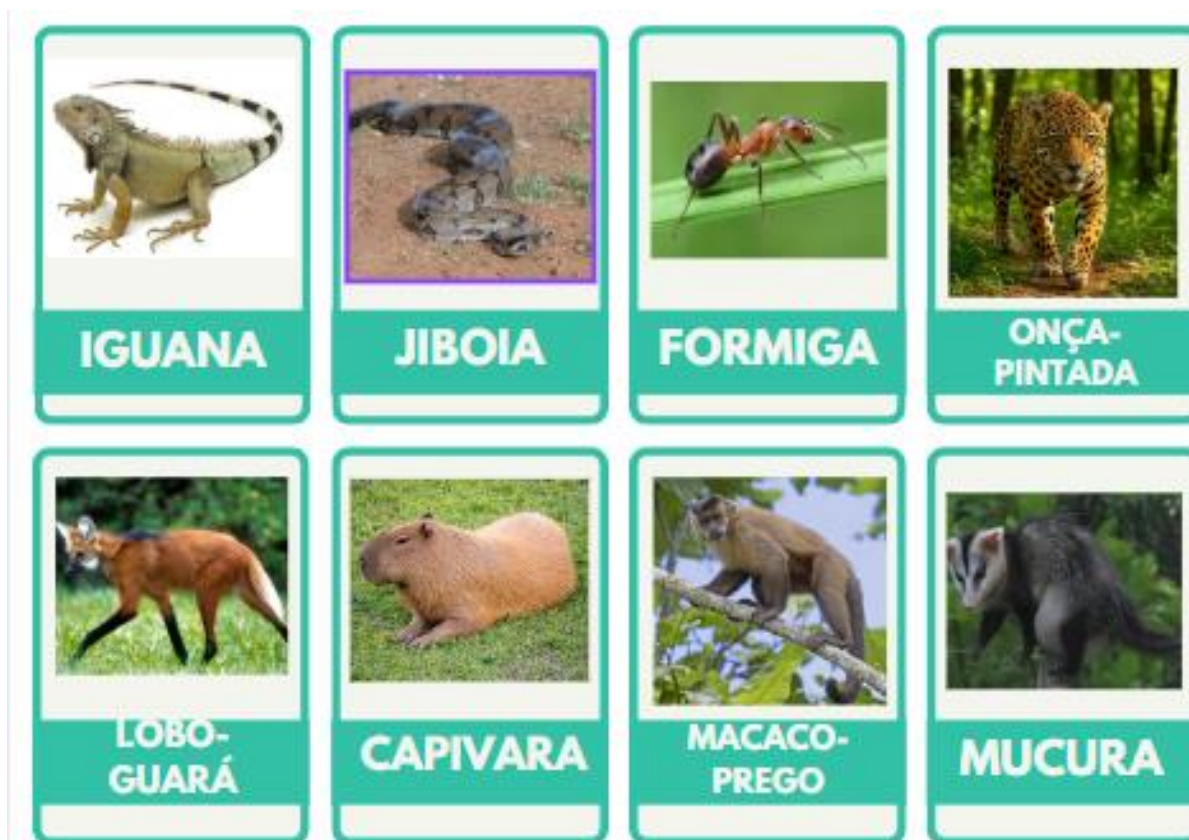 IGUANA
JIBOIA
FORMIGA
ONÇA-
PINTADA
LOBO-
GUARÁ
CAPIVARA
MACACO-
PREGO
MUCURA